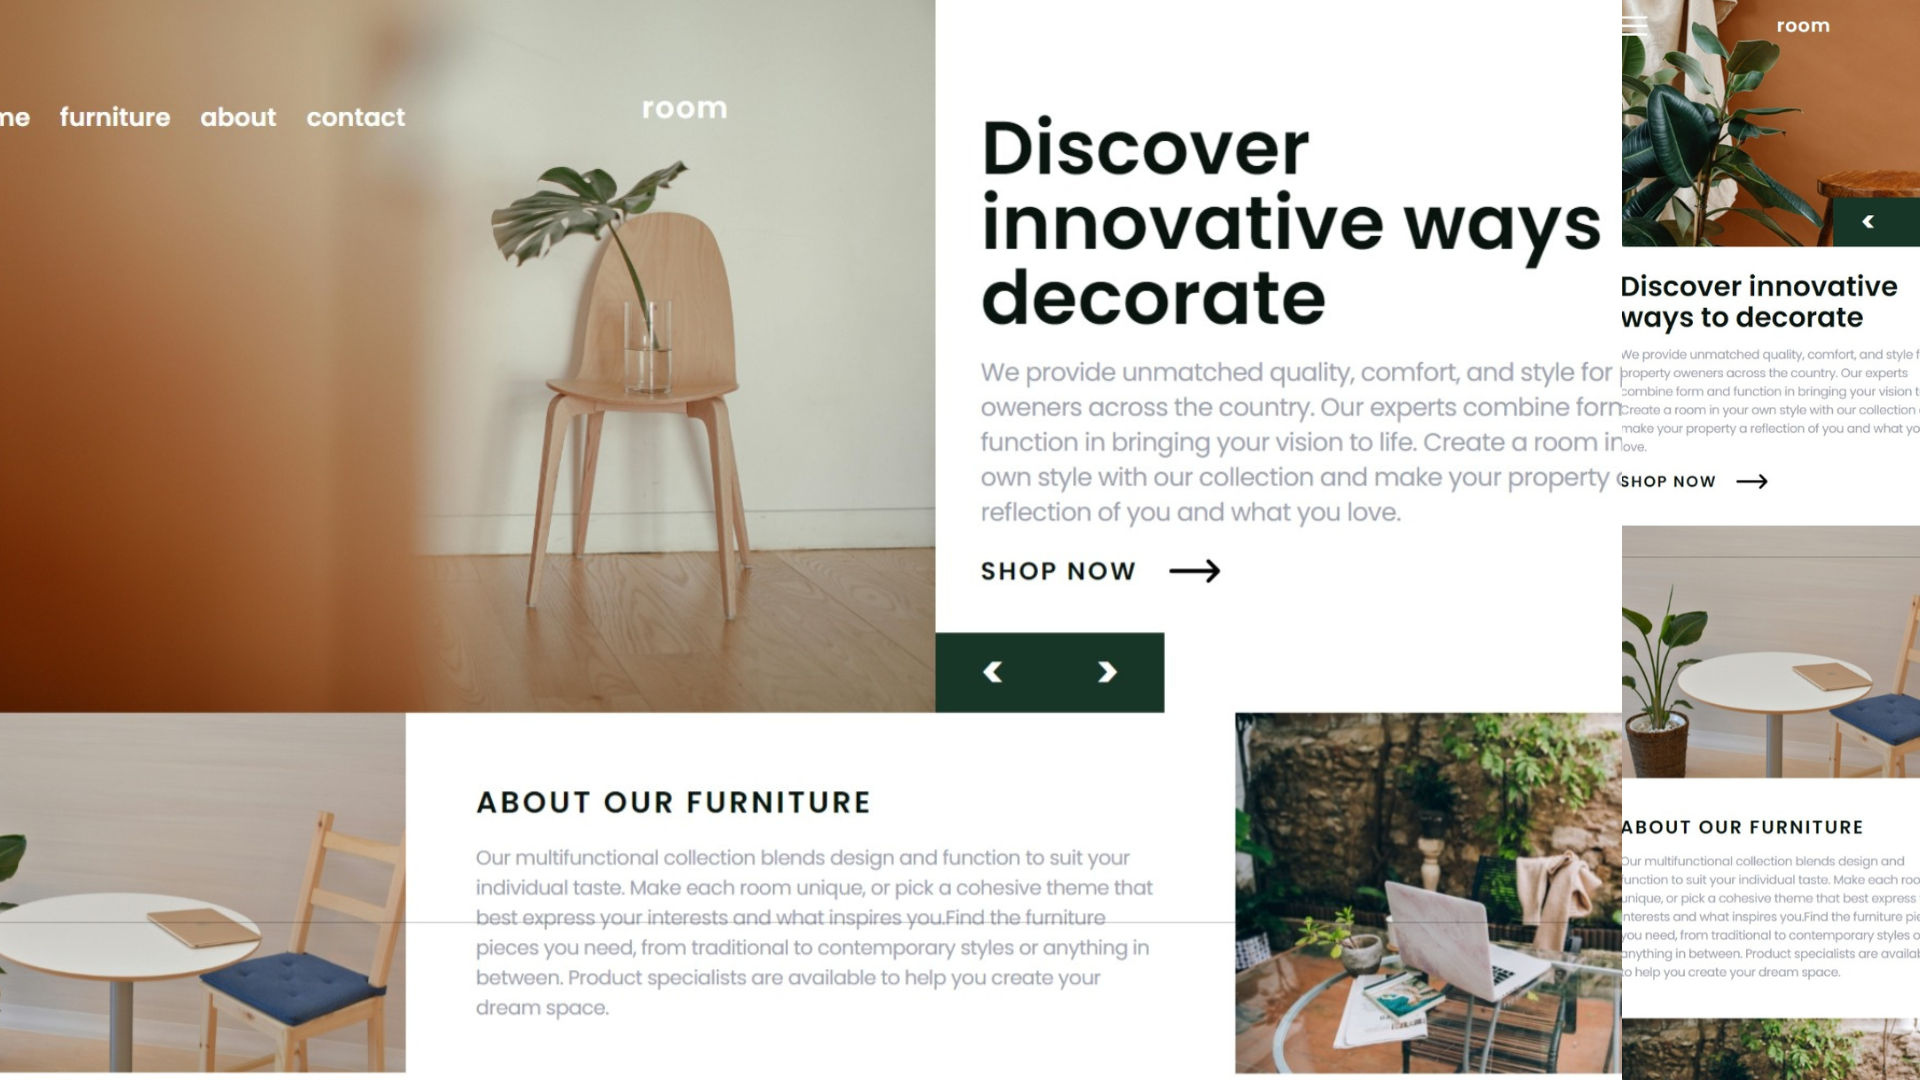 furniture about contact
room
Discover
innovative ways
decorate
We provide unmatched quality, comfort, and style for
oweners across the country. Our experts combine
function in bringing your vision to life. Create a room in
own style with our collection and make your property
reflection of you and what you love.
SHOP NOW
ABOUT OUR FURNITURE
Our multifunctional collection blends design and function to suit your
individual taste. Make each room unique, or pick a cohesive theme that
best express your interests and what inspires you.Find the furniture
pieces you need, from traditional to contemporary styles or anything in
between. Product specialists are available to help you create your
dream space.
room
Discover innovative
ways to decorate
We provide unmatched quality, comfort, and style
property oweners across the country. Our experts
combine form and function in bringing your vision
Create a room in your own style with our collection
make your property a reflection of you and what
love.
SHOP NOW
ABOUT OUR FURNITURE
Our multifunctional collection blends design and
function to suit your individual taste. Make each
unique, or pick a cohesive theme that best express
interests and what inspires you.Find the furniture
you need, from traditional to contemporary styles
anything in between. Product specialists are
to help you create your dream space.